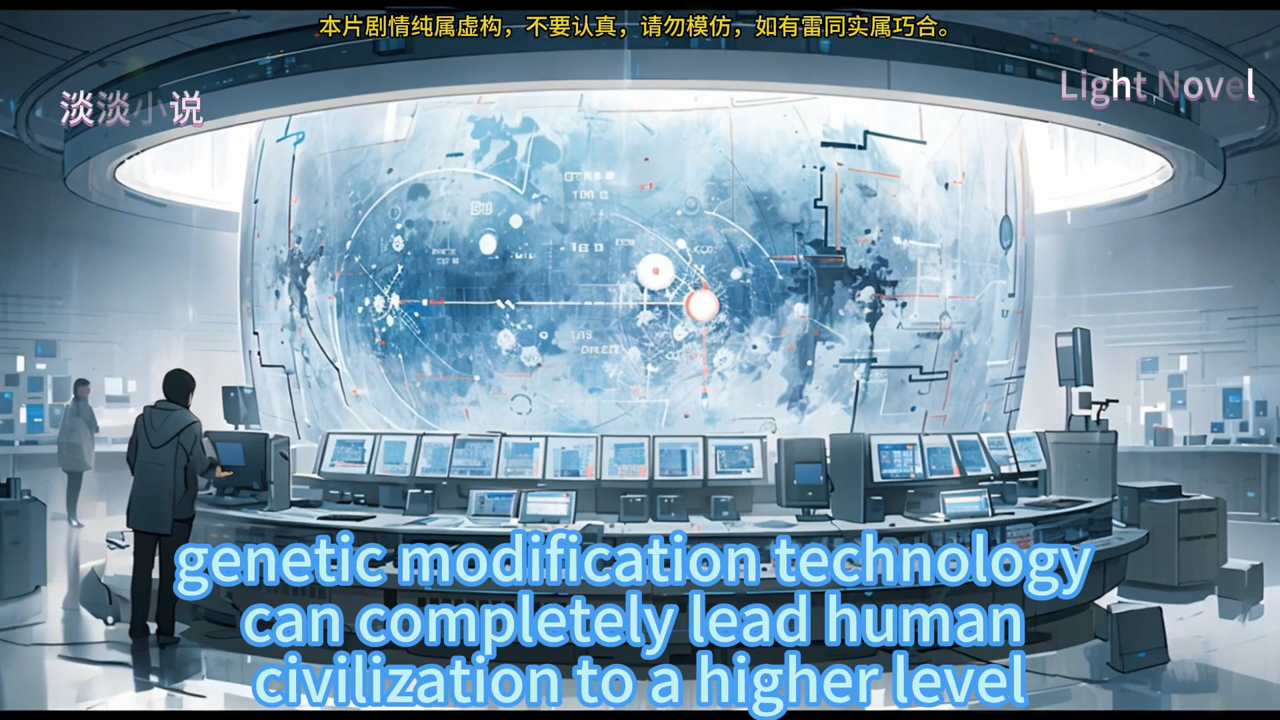 本片剧情纯属虚构，不要认真，请勿模仿，如有雷同实属巧合。
淡淡小说
Light Novel
genetic modification technology
can completely lead human
civilization to a higher level